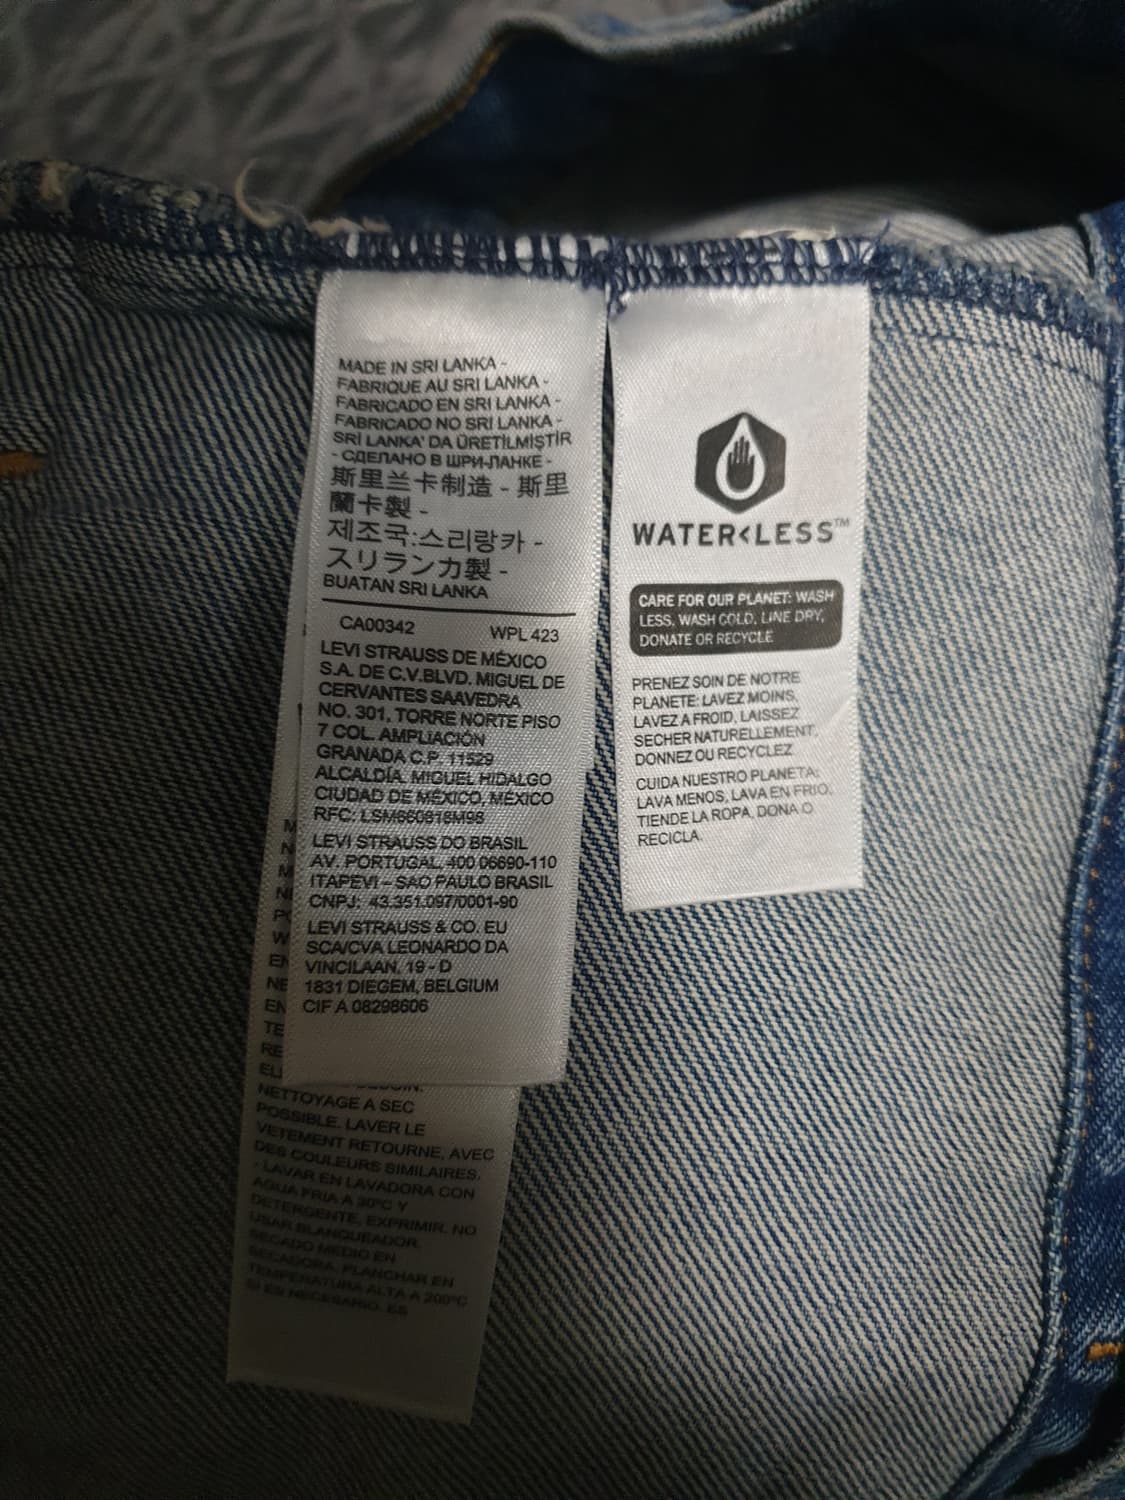 MADE IN SRI LANKA -
FABRIQUE AU SRI LANKA -
FABRICADO EN SRI LANKA -
FABRICADO NO SRI LANKA -
SRİ LANKA' DA ÜRETİLMİŞTİR
- СДЕЛАНО В ШРИ-ЛАНКЕ -
斯里兰卡制造 - 斯里
蘭卡製 -
제조국:스리랑카 -
スリランカ製 -
BUATAN SRI LANKA
CA00342 WPL 423
LEVI STRAUSS DE MÉXICO
S.A. DE C.V.BLVD. MIGUEL DE
CERVANTES SAAVEDRA
NO. 301, TORRE NORTE PISO
7 COL. AMPLIACIÓN
GRANADA C.P. 11529
ALCALDÍA. MIGUEL HIDALGO
CIUDAD DE MÉXICO, MÉXICO
RFC: LSM660818M98
LEVI STRAUSS DO BRASIL
AV. PORTUGAL, 400 06690-110
ITAPEVI – SAO PAULO BRASIL
CNPJ: 43.351.097/0001-90
LEVI STRAUSS & CO. EU
SCA/CVA LEONARDO DA
VINCILAAN, 19 - D
1831 DIEGEM, BELGIUM
CIF A 08298606
NETTOYAGE A SEC
POSSIBLE. LAVER LE
VETEMENT RETOURNE, AVEC
DES COULEURS SIMILAIRES.
- LAVAR EN LAVADORA CON
AGUA FRIA A 30°C Y
DETERGENTE, EXPRIMIR. NO
USAR BLANQUEADOR.
SECADO MEDIO EN
SECADORA. PLANCHAR EN
TEMPERATURA ALTA A 200°C
SI ES NECESARIO. ES
WATER<LESS™
CARE FOR OUR PLANET: WASH
LESS, WASH COLD, LINE DRY,
DONATE OR RECYCLE
PRENEZ SOIN DE NOTRE
PLANETE: LAVEZ MOINS,
LAVEZ A FROID, LAISSEZ
SECHER NATURELLEMENT,
DONNEZ OU RECYCLEZ
CUIDA NUESTRO PLANETA:
LAVA MENOS, LAVA EN FRIO,
TIENDE LA ROPA, DONA O
RECICLA.